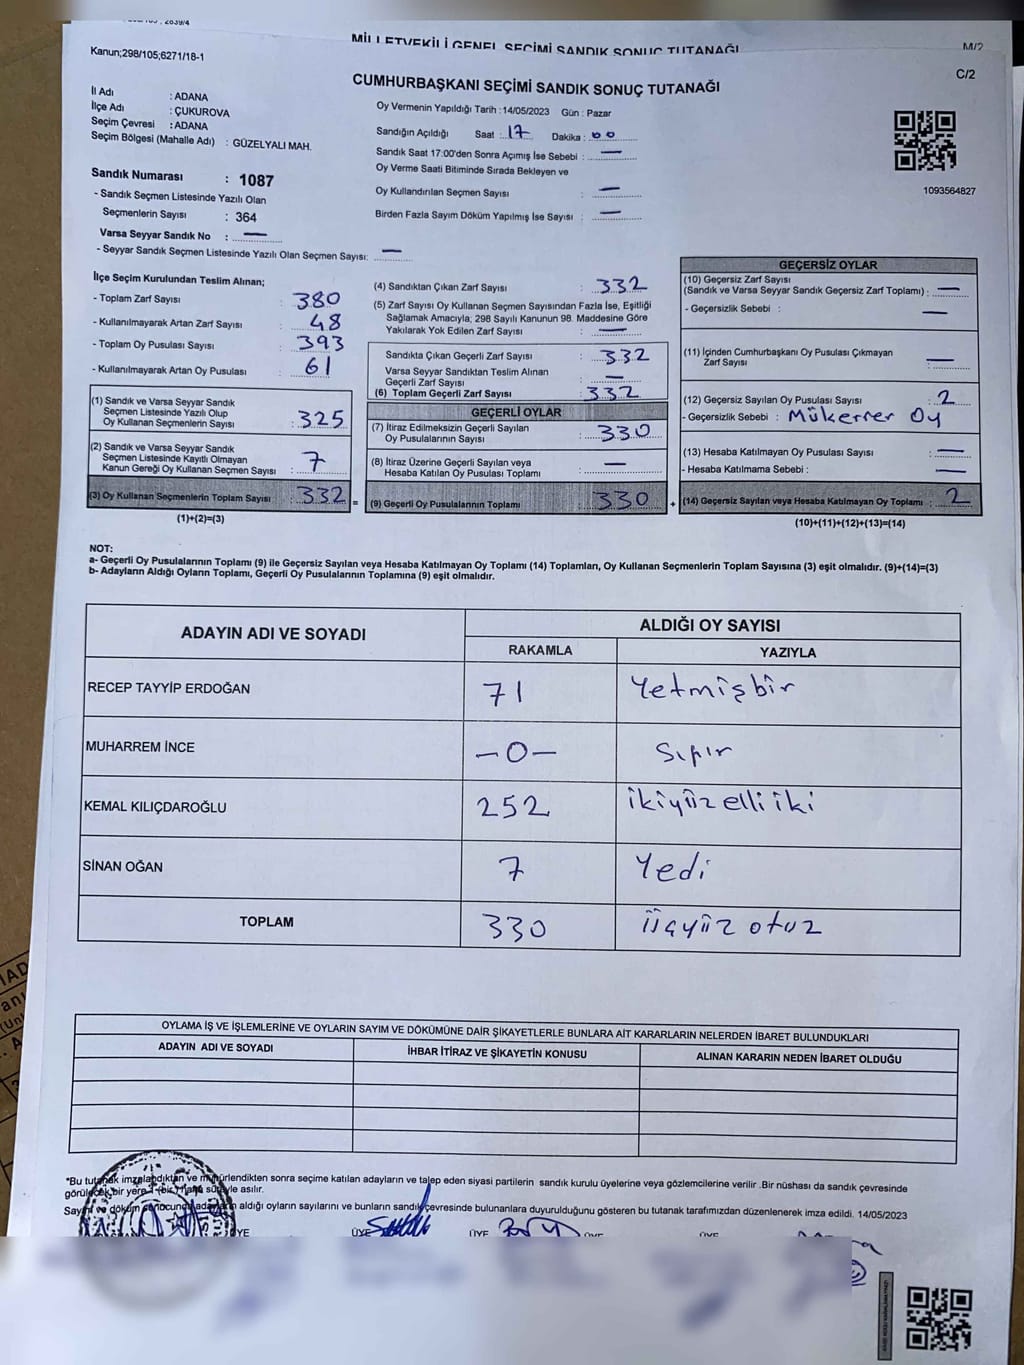 MİLLETVEKİLİ GENEL SEÇİMİ SANDIK SONUÇ TUTANAĞI
M/2
Kanun;298/105;6271/18-1
C/2
CUMHURBAŞKANI SEÇİMİ SANDIK SONUÇ TUTANAĞI
İl Adı : ADANA
İlçe Adı : ÇUKUROVA
Seçim Çevresi : ADANA
Seçim Bölgesi (Mahalle Adı) : GÜZELYALI MAH.
Sandık Numarası : 1087
- Sandık Seçmen Listesinde Yazılı Olan
Seçmenlerin Sayısı : 364
Varsa Seyyar Sandık No : —
- Seyyar Sandık Seçmen Listesinde Yazılı Olan Seçmen Sayısı: —
Oy Vermenin Yapıldığı Tarih :14/05/2023 Gün : Pazar
Sandığın Açıldığı Saat : 17 Dakika : 00
Sandık Saat 17:00'den Sonra Açımış İse Sebebi : —
Oy Verme Saati Bitiminde Sırada Bekleyen ve
Oy Kullandırılan Seçmen Sayısı : —
Birden Fazla Sayım Döküm Yapılmış İse Sayısı : —
1093564827
İlçe Seçim Kurulundan Teslim Alınan;
- Toplam Zarf Sayısı : 380
- Kullanılmayarak Artan Zarf Sayısı : 48
- Toplam Oy Pusulası Sayısı : 393
- Kullanılmayarak Artan Oy Pusulası : 61
(1) Sandık ve Varsa Seyyar Sandık
Seçmen Listesinde Yazılı Olup
Oy Kullanan Seçmenlerin Sayısı : 325
(2) Sandık ve Varsa Seyyar Sandık
Seçmen Listesinde Kayıtlı Olmayan
Kanun Gereği Oy Kullanan Seçmen Sayısı : 7
(3) Oy Kullanan Seçmenlerin Toplam Sayısı : 332 =
(1)+(2)=(3)
(4) Sandıktan Çıkan Zarf Sayısı : 332
(5) Zarf Sayısı Oy Kullanan Seçmen Sayısından Fazla İse, Eşitliği
Sağlamak Amacıyla; 298 Sayılı Kanunun 98. Maddesine Göre
Yakılarak Yok Edilen Zarf Sayısı : —
Sandıkta Çıkan Geçerli Zarf Sayısı : 332
Varsa Seyyar Sandıktan Teslim Alınan
Geçerli Zarf Sayısı : —
(6) Toplam Geçerli Zarf Sayısı : 332
GEÇERLİ OYLAR
(7) İtiraz Edilmeksizin Geçerli Sayılan
Oy Pusulalarının Sayısı : 330
(8) İtiraz Üzerine Geçerli Sayılan veya
Hesaba Katılan Oy Pusulası Toplamı : —
(9) Geçerli Oy Pusulalarının Toplamı : 330 +
GEÇERSİZ OYLAR
(10) Geçersiz Zarf Sayısı
(Sandık ve Varsa Seyyar Sandık Geçersiz Zarf Toplamı) : —
- Geçersizlik Sebebi : —
(11) İçinden Cumhurbaşkanı Oy Pusulası Çıkmayan
Zarf Sayısı : —
(12) Geçersiz Sayılan Oy Pusulası Sayısı : 2
- Geçersizlik Sebebi : Mükerrer Oy
(13) Hesaba Katılmayan Oy Pusulası Sayısı : —
- Hesaba Katılmama Sebebi : —
(14) Geçersiz Sayılan veya Hesaba Katılmayan Oy Toplamı : 2
(10)+(11)+(12)+(13)=(14)
NOT:
a- Geçerli Oy Pusulalarının Toplamı (9) ile Geçersiz Sayılan veya Hesaba Katılmayan Oy Toplamı (14) Toplamları, Oy Kullanan Seçmenlerin Toplam Sayısına (3) eşit olmalıdır. (9)+(14)=(3)
b- Adayların Aldığı Oyların Toplamı, Geçerli Oy Pusulalarının Toplamına (9) eşit olmalıdır.
ADAYIN ADI VE SOYADI
ALDIĞI OY SAYISI
RAKAMLA YAZIYLA
RECEP TAYYİP ERDOĞAN 71 Yetmişbir
MUHARREM İNCE —0— Sıfır
KEMAL KILIÇDAROĞLU 252 ikiyüzelliiki
SİNAN OĞAN 7 Yedi
TOPLAM 330 üçyüz otuz
OYLAMA İŞ VE İŞLEMLERİNE VE OYLARIN SAYIM VE DÖKÜMÜNE DAİR ŞİKAYETLERLE BUNLARA AİT KARARLARIN NELERDEN İBARET BULUNDUKLARI
ADAYIN ADI VE SOYADI İHBAR İTİRAZ VE ŞİKAYETİN KONUSU ALINAN KARARIN NEDEN İBARET OLDUĞU
*Bu tutanak imzalandıktan ve mühürlendikten sonra seçime katılan adayların ve talep eden siyasi partilerin sandık kurulu üyelerine veya gözlemcilerine verilir .Bir nüshası da sandık çevresinde
görülecek bir yere 1 (bir) hafta süreyle asılır.
Sayım ve döküm sonucunda adayların aldığı oyların sayılarını ve bunların sandık çevresinde bulunanlara duyurulduğunu gösteren bu tutanak tarafımızdan düzenlenerek imza edildi. 14/05/2023
ÜYE ÜYE ÜYE ÜYE